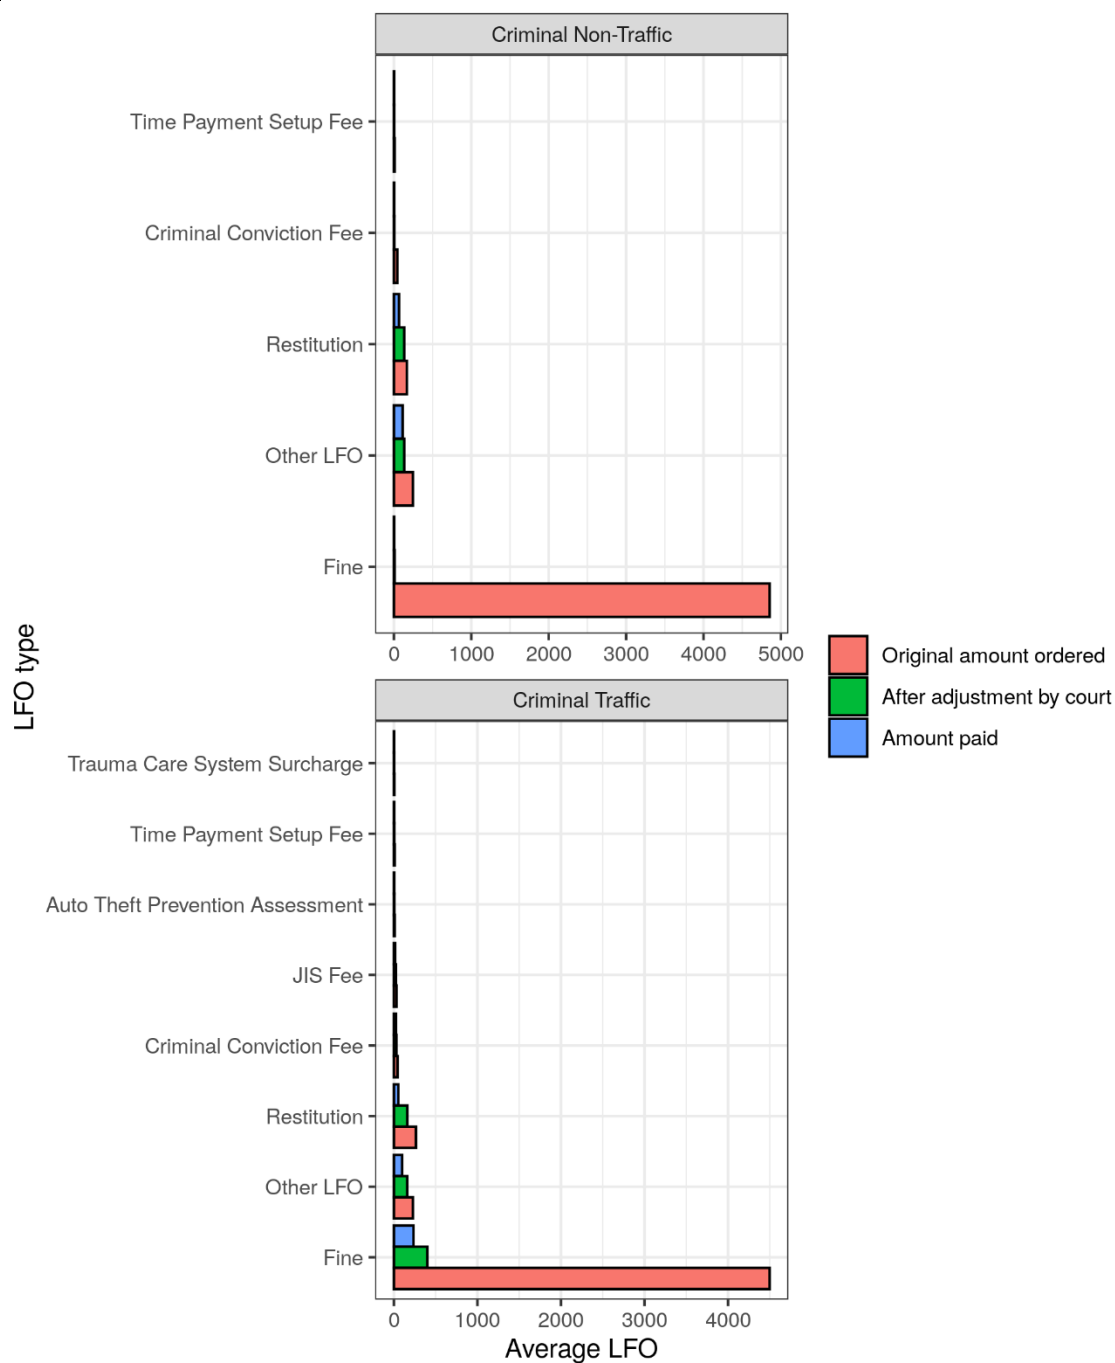 Criminal Non-Traffic
Time Payment Setup Fee
Criminal Conviction Fee
Restitution
Other LFO
Fine
0 1000 2000 3000 4000 5000
LFO type
Original amount ordered
After adjustment by court
Amount paid
Criminal Traffic
Trauma Care System Surcharge
Time Payment Setup Fee
Auto Theft Prevention Assessment
JIS Fee
Criminal Conviction Fee
Restitution
Other LFO
Fine
0 1000 2000 3000 4000
Average LFO